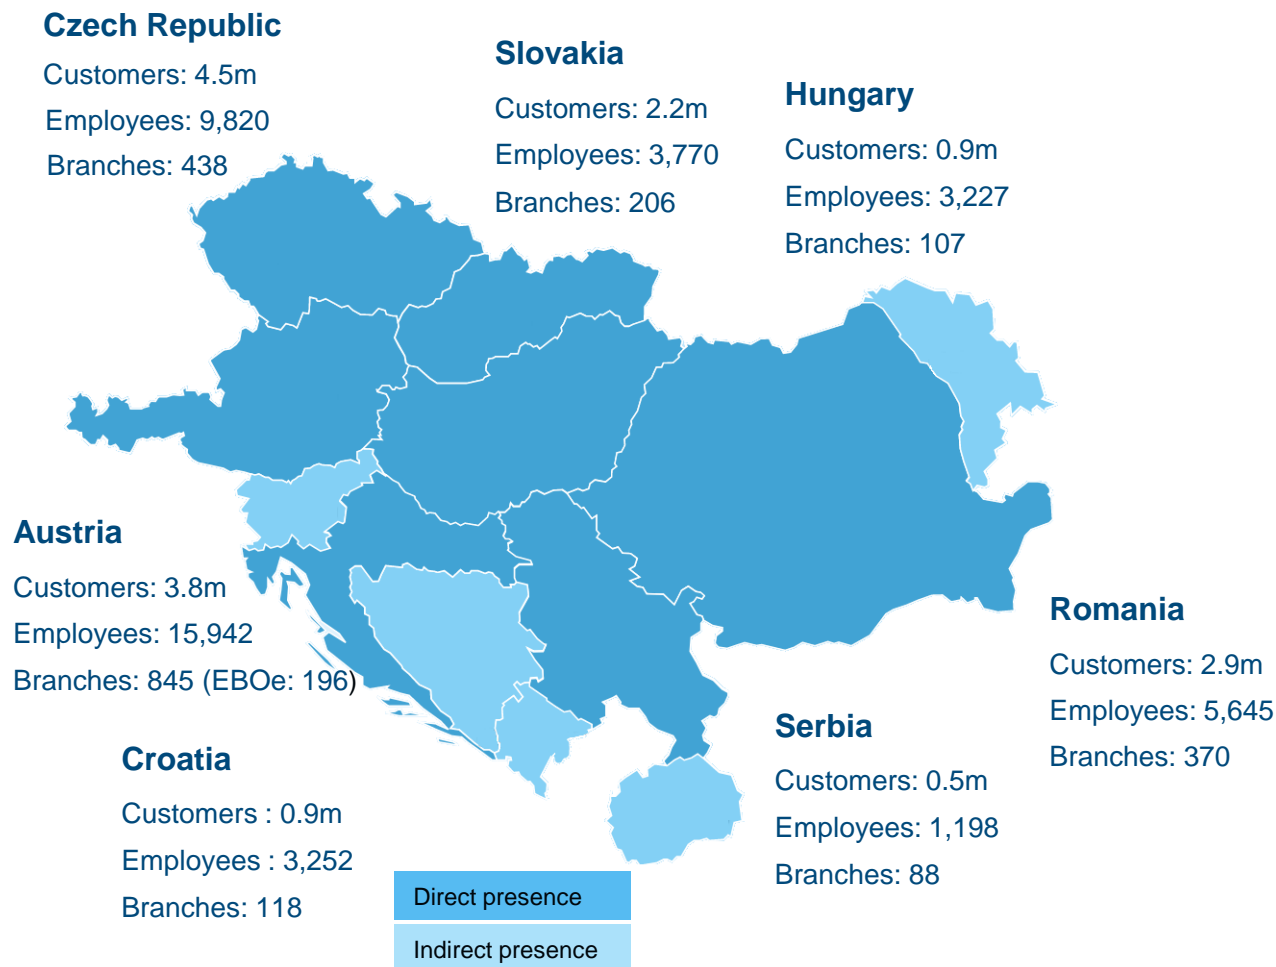 Czech Republic
Customers: 4.5m
Employees: 9,820
Branches: 438
Slovakia
Customers: 2.2m
Employees: 3,770
Branches: 206
Hungary
Customers: 0.9m
Employees: 3,227
Branches: 107
Austria
Customers: 3.8m
Employees: 15,942
Branches: 845 (EBOe: 196)
Romania
Customers: 2.9m
Employees: 5,645
Branches: 370
Serbia
Customers: 0.5m
Employees: 1,198
Branches: 88
Croatia
Customers : 0.9m
Employees : 3,252
Branches: 118
Direct presence
Indirect presence